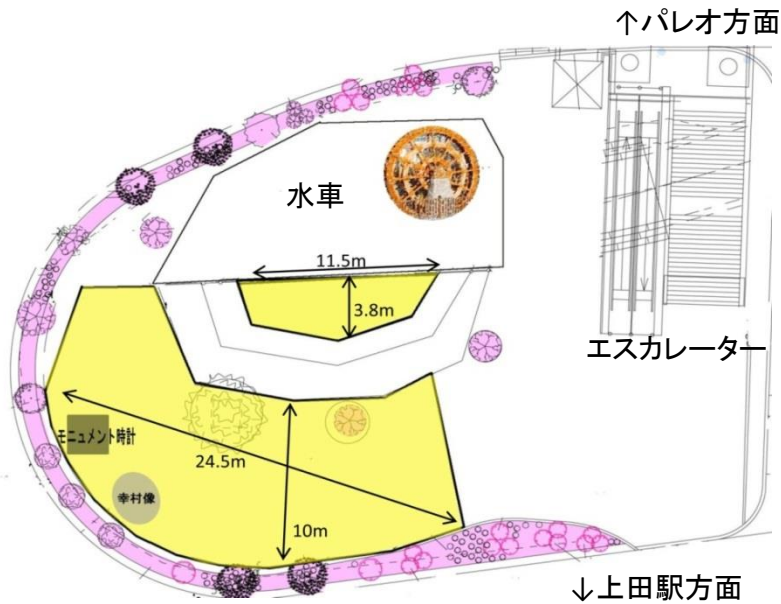 ↑パレオ方面
水車
11.5m
3.8m
エスカレーター
モニュメント時計
24.5m
幸村像
10m
↓上田駅方面